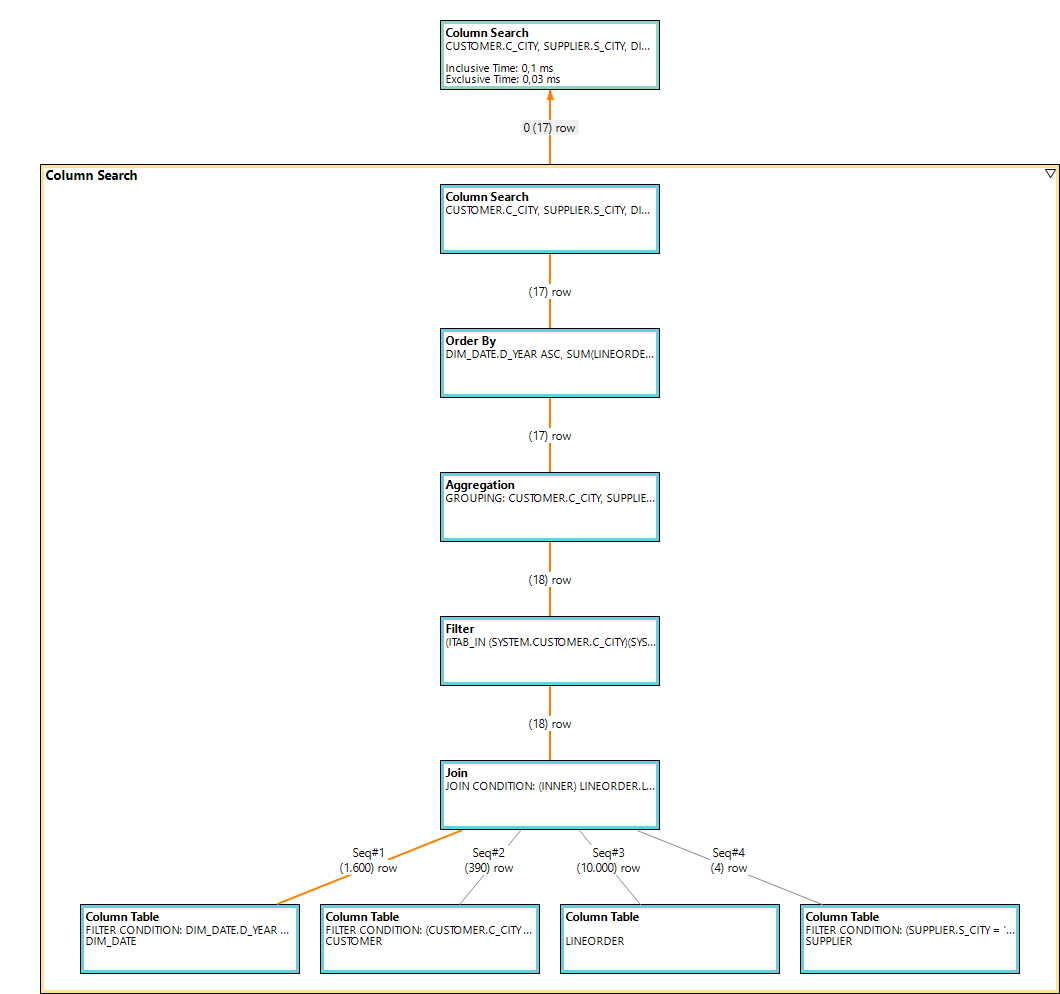 Column Search
CUSTOMER.C_CITY, SUPPLIER.S_CITY, DI...
Inclusive Time: 0,1 ms
Exclusive Time: 0,03 ms
0 (17) row
Column Search
Column Search
CUSTOMER.C_CITY, SUPPLIER.S_CITY, DI...
(17) row
Order By
DIM_DATE.D_YEAR ASC, SUM(LINEORDE...
(17) row
Aggregation
GROUPING: CUSTOMER.C_CITY, SUPPLIE...
(18) row
Filter
(ITAB_IN (SYSTEM.CUSTOMER.C_CITY)(SYS...
(18) row
Join
JOIN CONDITION: (INNER) LINEORDER.L...
Seq#1
(1.600) row
Seq#2
(390) row
Seq#3
(10.000) row
Seq#4
(4) row
Column Table
FILTER CONDITION: DIM_DATE.D_YEAR ...
DIM_DATE
Column Table
FILTER CONDITION: (CUSTOMER.C_CITY ...
CUSTOMER
Column Table
LINEORDER
Column Table
FILTER CONDITION: (SUPPLIER.S_CITY = '...
SUPPLIER